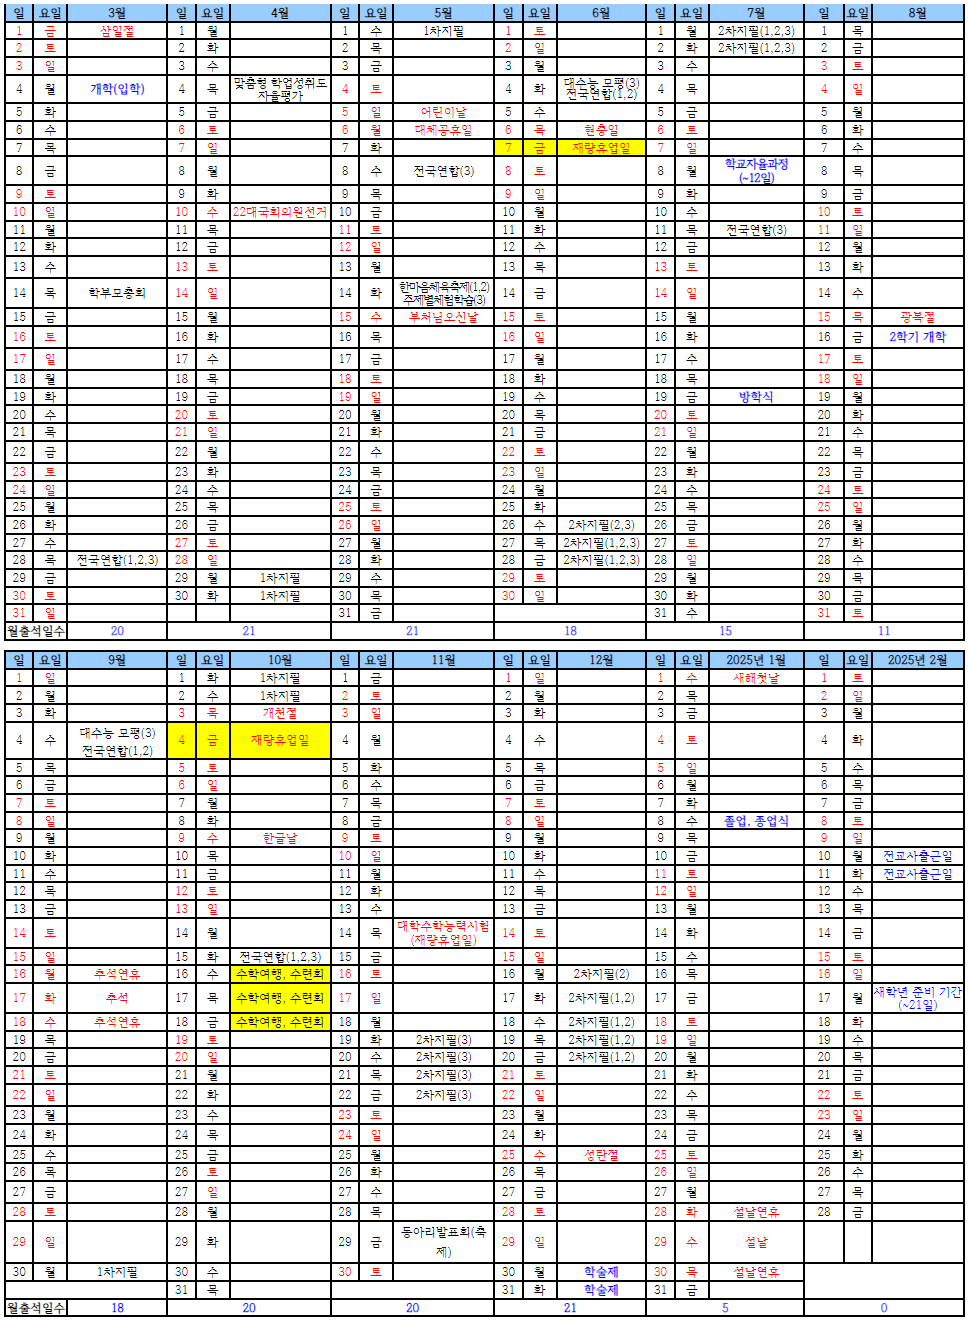 일 요일 3월 일 요일 4월 일 요일 5월 일 요일 6월 일 요일 7월 일 요일 8월
1 금 삼일절 1 월 1 수 1차지필 1 토 1 월 2차지필(1,2,3) 1 목
2 토 2 화 2 목 2 일 2 화 2차지필(1,2,3) 2 금
3 일 3 수 3 금 3 월 3 수 3 토
4 월 개학(입학) 4 목 맞춤형 학업성취도 자율평가 4 토 4 화 대수능 모평(3) 전국연합(1,2) 4 목 4 일
5 화 5 금 5 일 어린이날 5 수 5 금 5 월
6 수 6 토 6 월 대체공휴일 6 목 현충일 6 토 6 화
7 목 7 일 7 화 7 금 재량휴업일 7 일 7 수
8 금 8 월 8 수 전국연합(3) 8 토 8 월 학교자율과정 (~12일) 8 목
9 토 9 화 9 목 9 일 9 화 9 금
10 일 10 수 22대국회의원선거 10 금 10 월 10 수 10 토
11 월 11 목 11 토 11 화 11 목 전국연합(3) 11 일
12 화 12 금 12 일 12 수 12 금 12 월
13 수 13 토 13 월 13 목 13 토 13 화
14 목 학부모총회 14 일 14 화 한마음체육축제(1,2) 주제별체험학습(3) 14 금 14 일 14 수
15 금 15 월 15 수 부처님오신날 15 토 15 월 15 목 광복절
16 토 16 화 16 목 16 일 16 화 16 금 2학기 개학
17 일 17 수 17 금 17 월 17 수 17 토
18 월 18 목 18 토 18 화 18 목 18 일
19 화 19 금 19 일 19 수 19 금 방학식 19 월
20 수 20 토 20 월 20 목 20 토 20 화
21 목 21 일 21 화 21 금 21 일 21 수
22 금 22 월 22 수 22 토 22 월 22 목
23 토 23 화 23 목 23 일 23 화 23 금
24 일 24 수 24 금 24 월 24 수 24 토
25 월 25 목 25 토 25 화 25 목 25 일
26 화 26 금 26 일 26 수 2차지필(2,3) 26 금 26 월
27 수 27 토 27 월 27 목 2차지필(1,2,3) 27 토 27 화
28 목 전국연합(1,2,3) 28 일 28 화 28 금 2차지필(1,2,3) 28 일 28 수
29 금 29 월 1차지필 29 수 29 토 29 월 29 목
30 토 30 화 1차지필 30 목 30 일 30 화 30 금
31 일 31 금 31 수 31 토
월출석일수 20 21 21 18 15 11
일 요일 9월 일 요일 10월 일 요일 11월 일 요일 12월 일 요일 2025년 1월 일 요일 2025년 2월
1 일 1 화 1차지필 1 금 1 일 1 수 새해첫날 1 토
2 월 2 수 1차지필 2 토 2 월 2 목 2 일
3 화 3 목 개천절 3 일 3 화 3 금 3 월
4 수 대수능 모평(3) 전국연합(1,2) 4 금 재량휴업일 4 월 4 수 4 토 4 화
5 목 5 토 5 화 5 목 5 일 5 수
6 금 6 일 6 수 6 금 6 월 6 목
7 토 7 월 7 목 7 토 7 화 7 금
8 일 8 화 8 금 8 일 8 수 졸업, 종업식 8 토
9 월 9 수 한글날 9 토 9 월 9 목 9 일
10 화 10 목 10 일 10 화 10 금 10 월 전교사출근일
11 수 11 금 11 월 11 수 11 토 11 화 전교사출근일
12 목 12 토 12 화 12 목 12 일 12 수
13 금 13 일 13 수 13 금 13 월 13 목
14 토 14 월 14 목 대학수학능력시험 (재량휴업일) 14 토 14 화 14 금
15 일 15 화 전국연합(1,2,3) 15 금 15 일 15 수 15 토
16 월 추석연휴 16 수 수학여행, 수련회 16 토 16 월 2차지필(2) 16 목 16 일
17 화 추석 17 목 수학여행, 수련회 17 일 17 화 2차지필(1,2) 17 금 17 월 새학년 준비 기간 (~21일)
18 수 추석연휴 18 금 수학여행, 수련회 18 월 18 수 2차지필(1,2) 18 토 18 화
19 목 19 토 19 화 2차지필(3) 19 목 2차지필(1,2) 19 일 19 수
20 금 20 일 20 수 2차지필(3) 20 금 2차지필(1,2) 20 월 20 목
21 토 21 월 21 목 2차지필(3) 21 토 21 화 21 금
22 일 22 화 22 금 2차지필(3) 22 일 22 수 22 토
23 월 23 수 23 토 23 월 23 목 23 일
24 화 24 목 24 일 24 화 24 금 24 월
25 수 25 금 25 월 25 수 성탄절 25 토 25 화
26 목 26 토 26 화 26 목 26 일 26 수
27 금 27 일 27 수 27 금 27 월 27 목
28 토 28 월 28 목 28 토 28 화 설날연휴 28 금
29 일 29 화 29 금 동아리발표회(축제) 29 일 29 수 설날
30 월 1차지필 30 수 30 토 30 월 학술제 30 목 설날연휴
31 목 31 화 학술제 31 금
월출석일수 18 20 20 21 5 0